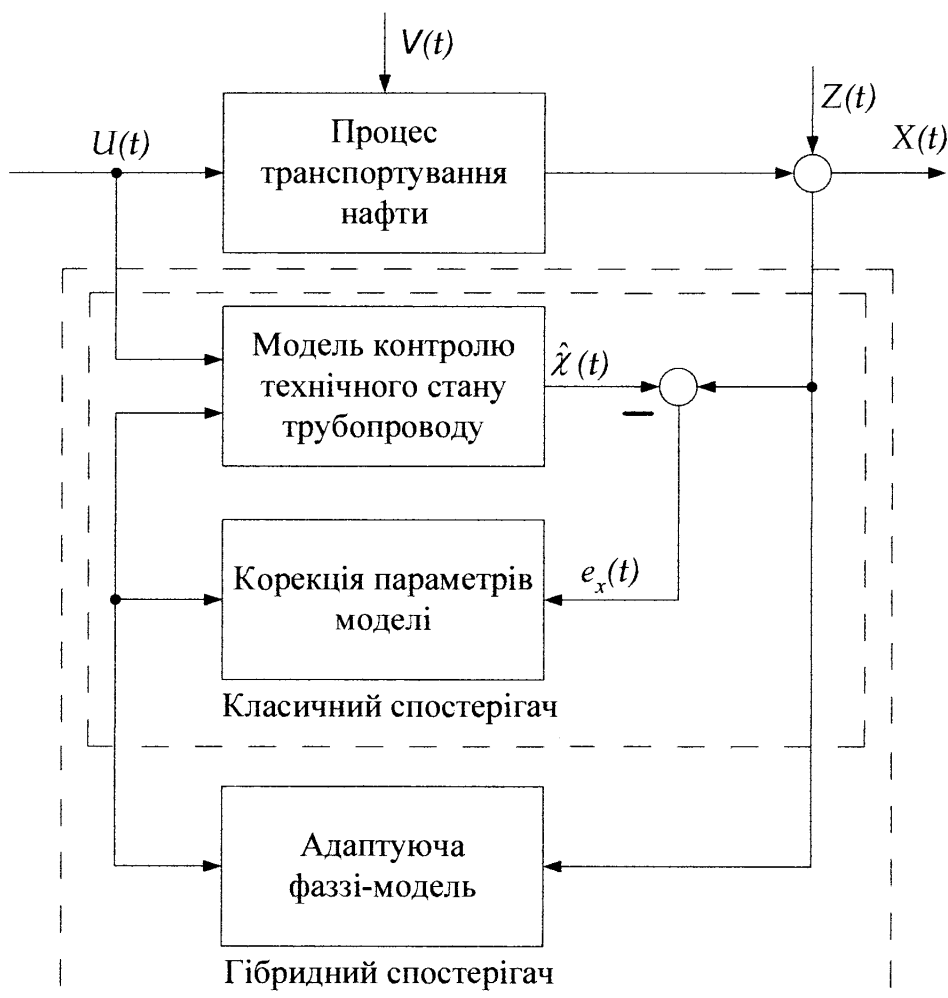 V(t)
Z(t)
U(t)
X(t)
Процес
транспортування
нафти
Модель контролю
технічного стану
трубопроводу
χ̂(t)
Корекція параметрів
моделі
eₓ(t)
Класичний спостерігач
Адаптуюча
фаззі-модель
Гібридний спостерігач